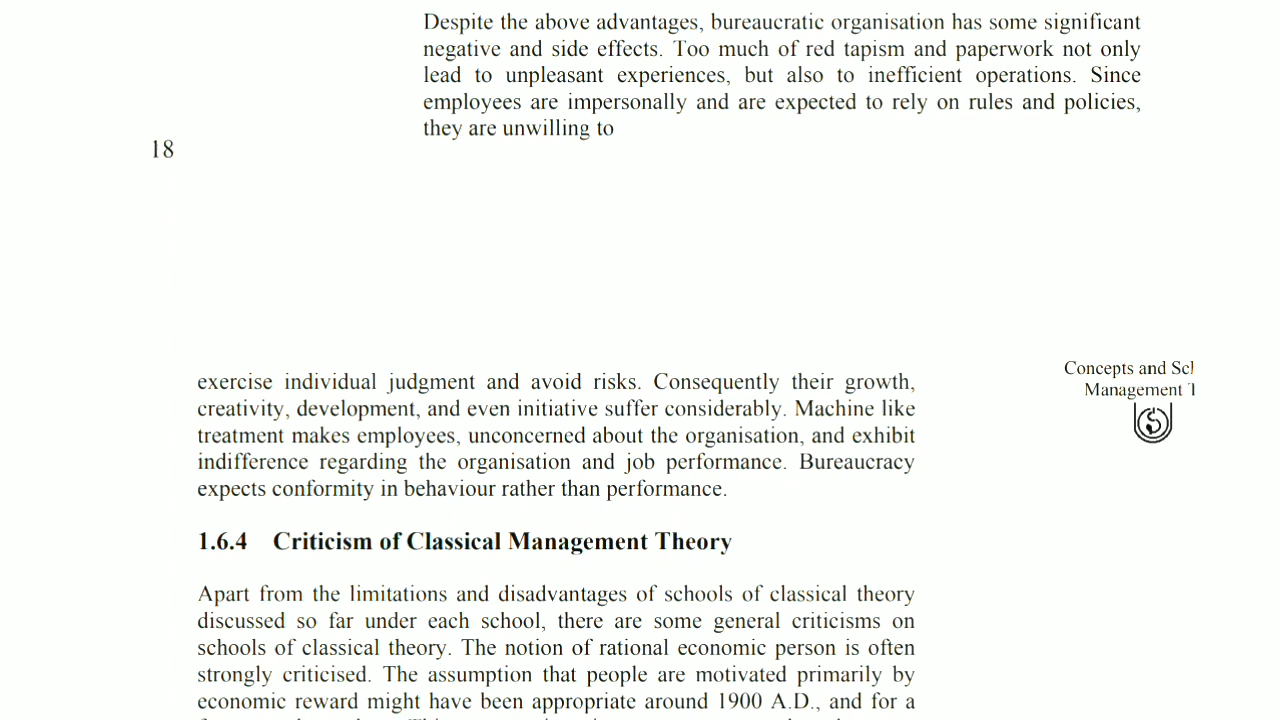 Despite the above advantages, bureaucratic organisation has some significant
negative and side effects. Too much of red tapism and paperwork not only
lead to unpleasant experiences, but also to inefficient operations. Since
employees are impersonally and are expected to rely on rules and policies,
they are unwilling to
18
Concepts and
Management
exercise individual judgment and avoid risks. Consequently their growth,
creativity, development, and even initiative suffer considerably. Machine like
treatment makes employees, unconcerned about the organisation, and exhibit
indifference regarding the organisation and job performance. Bureaucracy
expects conformity in behaviour rather than performance.
1.6.4 Criticism of Classical Management Theory
Apart from the limitations and disadvantages of schools of classical theory
discussed so far under each school, there are some general criticisms on
schools of classical theory. The notion of rational economic person is often
strongly criticised. The assumption that people are motivated primarily by
economic reward might have been appropriate around 1900 A.D., and for a